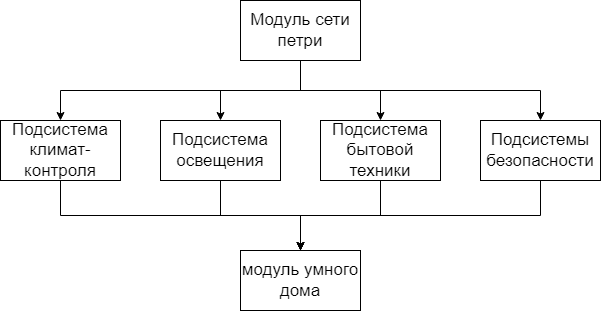 Модуль сети
петри
Подсистема
климат-
контроля
Подсистема
освещения
Подсистема
бытовой
техники
Подсистемы
безопасности
модуль умного
дома